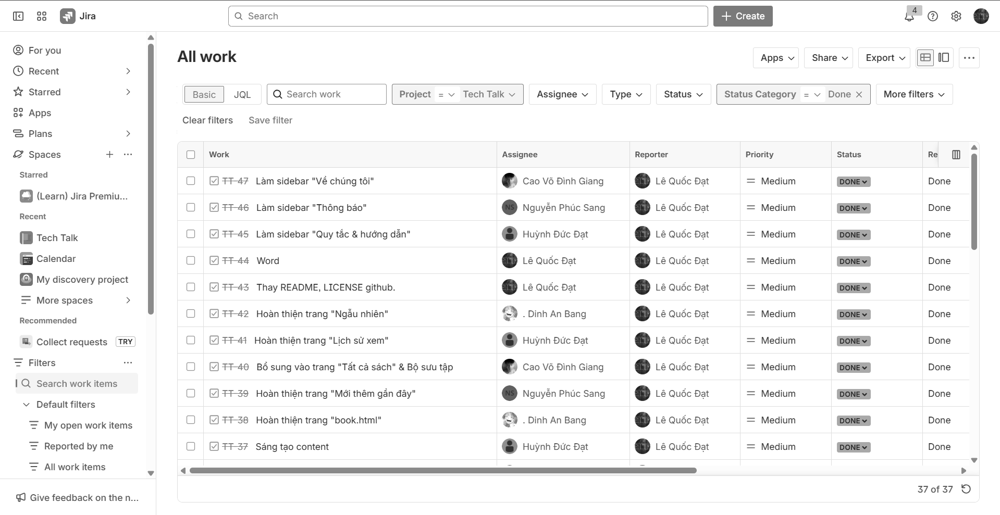 Jira
Search
Create
4
For you
Recent
Starred
Apps
Plans
Spaces
Starred
(Learn) Jira Premiu...
Recent
Tech Talk
Calendar
My discovery project
More spaces
Recommended
Collect requests TRY
Filters
Search work items
Default filters
My open work items
Reported by me
All work items
Give feedback on the n...
All work
Apps Share Export
Basic JQL Search work Project = Tech Talk Assignee Type Status Status Category = Done More filters
Clear filters Save filter
Work Assignee Reporter Priority Status Re
TT-47 Làm sidebar "Về chúng tôi" Cao Võ Đình Giang Lê Quốc Đạt Medium DONE Done
TT-46 Làm sidebar "Thông báo" NS Nguyễn Phúc Sang Lê Quốc Đạt Medium DONE Done
TT-45 Làm sidebar "Quy tắc & hướng dẫn" Huỳnh Đức Đạt Lê Quốc Đạt Medium DONE Done
TT-44 Word Lê Quốc Đạt Lê Quốc Đạt Medium DONE Done
TT-43 Thay README, LICENSE github. Lê Quốc Đạt Lê Quốc Đạt Medium DONE Done
TT-42 Hoàn thiện trang "Ngẫu nhiên" . Dinh An Bang Lê Quốc Đạt Medium DONE Done
TT-41 Hoàn thiện trang "Lịch sử xem" Huỳnh Đức Đạt Lê Quốc Đạt Medium DONE Done
TT-40 Bổ sung vào trang "Tất cả sách" & Bộ sưu tập Cao Võ Đình Giang Lê Quốc Đạt Medium DONE Done
TT-39 Hoàn thiện trang "Mới thêm gần đây" NS Nguyễn Phúc Sang Lê Quốc Đạt Medium DONE Done
TT-38 Hoàn thiện trang "book.html" . Dinh An Bang Lê Quốc Đạt Medium DONE Done
TT-37 Sáng tạo content Huỳnh Đức Đạt Lê Quốc Đạt Medium DONE Done
37 of 37